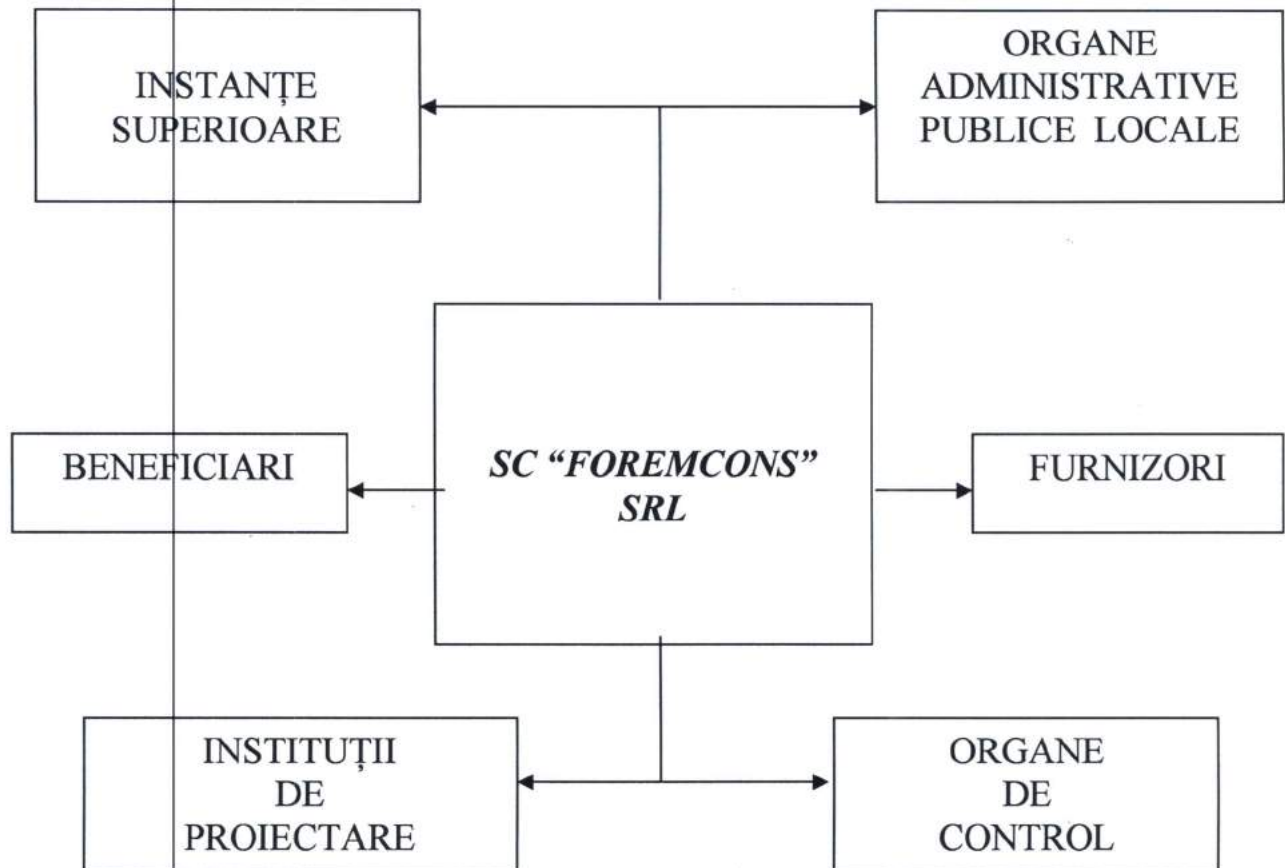 INSTANȚE
SUPERIOARE
ORGANE
ADMINISTRATIVE
PUBLICE LOCALE
BENEFICIARI
SC “FOREMCONS”
SRL
FURNIZORI
INSTITUȚII
DE
PROIECTARE
ORGANE
DE
CONTROL